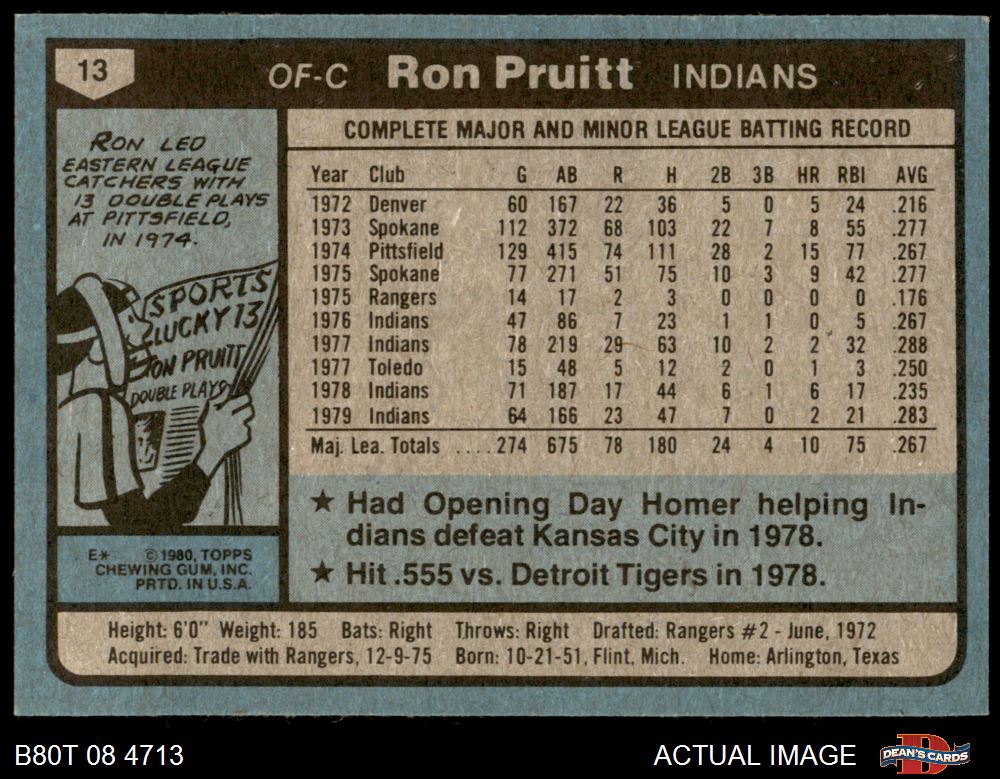 13
OF-C Ron Pruitt INDIANS
RON LED
EASTERN LEAGUE
CATCHERS WITH
13 DOUBLE PLAYS
AT PITTSFIELD,
IN 1974.
SPORTS
LUCKY 13
RON PRUITT
DOUBLE PLAYS
E* ©1980, TOPPS
CHEWING GUM, INC.
PRTD. IN U.S.A.
COMPLETE MAJOR AND MINOR LEAGUE BATTING RECORD
Year Club G AB R H 2B 3B HR RBI AVG
1972 Denver 60 167 22 36 5 0 5 24 .216
1973 Spokane 112 372 68 103 22 7 8 55 .277
1974 Pittsfield 129 415 74 111 28 2 15 77 .267
1975 Spokane 77 271 51 75 10 3 9 42 .277
1975 Rangers 14 17 2 3 0 0 0 0 .176
1976 Indians 47 86 7 23 1 1 0 5 .267
1977 Indians 78 219 29 63 10 2 2 32 .288
1977 Toledo 15 48 5 12 2 0 1 3 .250
1978 Indians 71 187 17 44 6 1 6 17 .235
1979 Indians 64 166 23 47 7 0 2 21 .283
Maj. Lea. Totals ....274 675 78 180 24 4 10 75 .267
★ Had Opening Day Homer helping In-
dians defeat Kansas City in 1978.
★ Hit .555 vs. Detroit Tigers in 1978.
Height: 6'0" Weight: 185 Bats: Right Throws: Right Drafted: Rangers #2 - June, 1972
Acquired: Trade with Rangers, 12-9-75 Born: 10-21-51, Flint, Mich. Home: Arlington, Texas
B80T 08 4713
ACTUAL IMAGE
D
DEAN'S CARDS